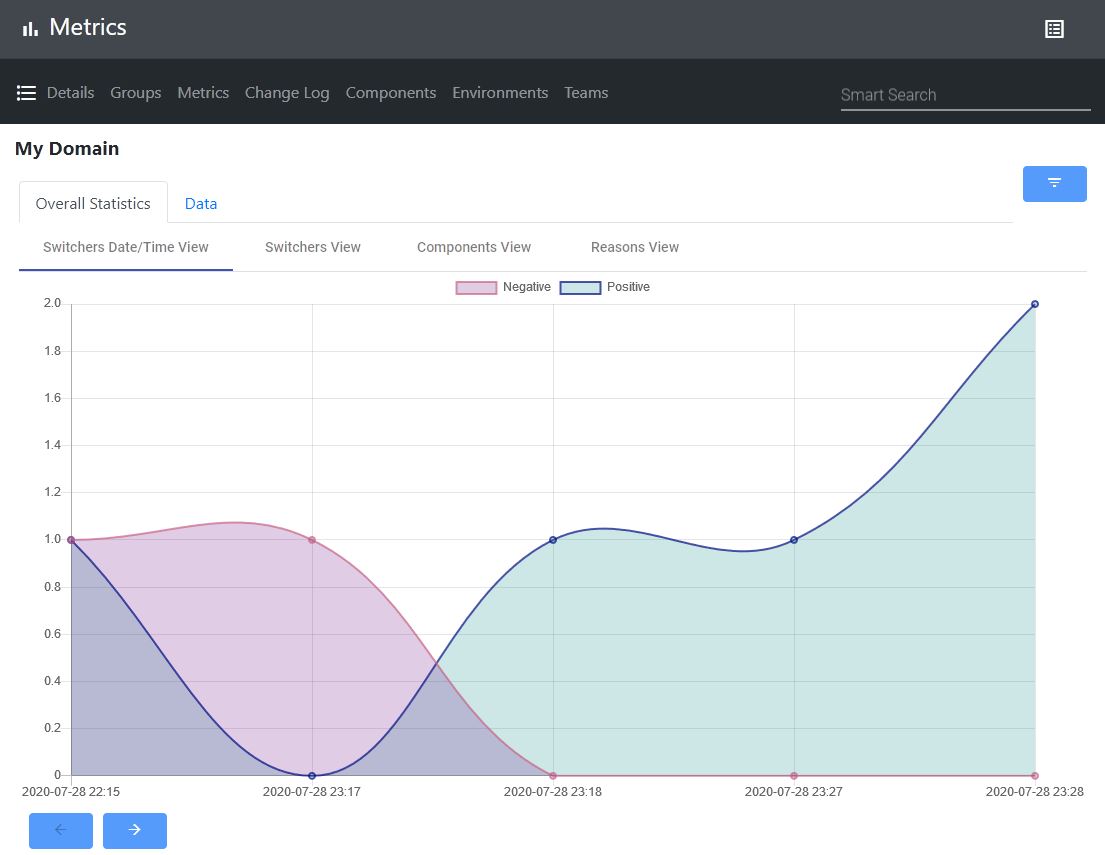 Metrics
Details Groups Metrics Change Log Components Environments Teams Smart Search
My Domain
Overall Statistics Data
Switchers Date/Time View Switchers View Components View Reasons View
Negative Positive
2.0
1.8
1.6
1.4
1.2
1.0
0.8
0.6
0.4
0.2
0
2020-07-28 22:15 2020-07-28 23:17 2020-07-28 23:18 2020-07-28 23:27 2020-07-28 23:28